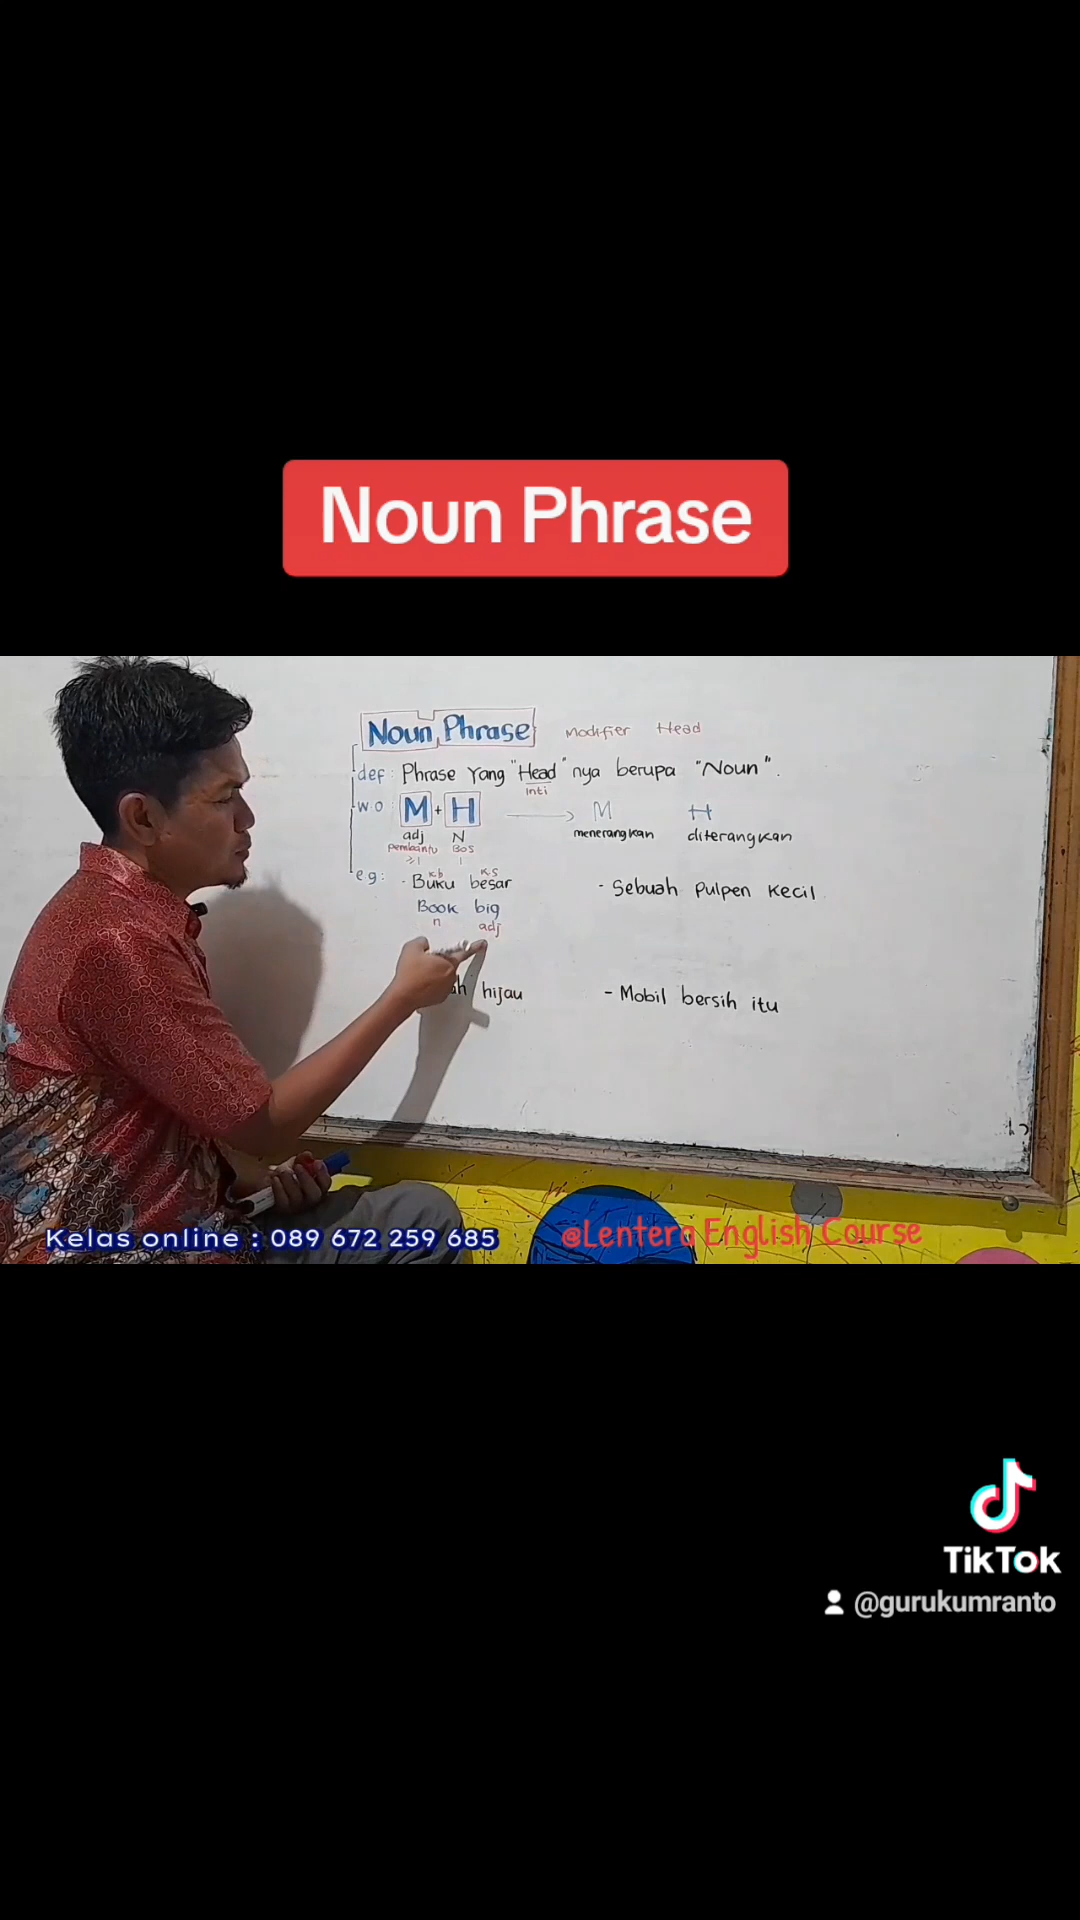 Noun Phrase
Noun Phrase Modifier Head
def : Phrase Yang "Head" nya berupa "Noun".
inti
W.O : M + H → M H
adj N menerangkan diterangkan
Pembantu Bos
≥1 1
e.g : kb ks
- Buku besar - Sebuah pulpen kecil
Book big
n adj
hijau - Mobil bersih itu
Kelas online : 089 672 259 685 @Lentera English Course
TikTok
@gurukumranto